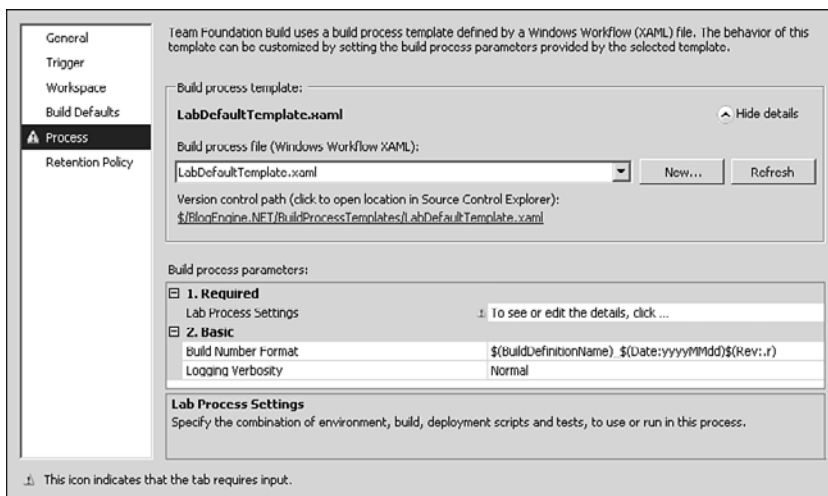 General
Trigger
Workspace
Build Defaults
Process
Retention Policy
Team Foundation Build uses a build process template defined by a Windows Workflow (XAML) file. The behavior of this
template can be customized by setting the build process parameters provided by the selected template.
Build process template:
LabDefaultTemplate.xaml
Hide details
Build process file (Windows Workflow XAML):
LabDefaultTemplate.xaml
New...
Refresh
Version control path (click to open location in Source Control Explorer):
$/BlogEngine.NET/BuildProcessTemplates/LabDefaultTemplate.xaml
Build process parameters:
1. Required
Lab Process Settings To see or edit the details, click ...
2. Basic
Build Number Format $(BuildDefinitionName)_$(Date:yyyyMMdd)$(Rev:.r)
Logging Verbosity Normal
Lab Process Settings
Specify the combination of environment, build, deployment scripts and tests, to use or run in this process.
This icon indicates that the tab requires input.